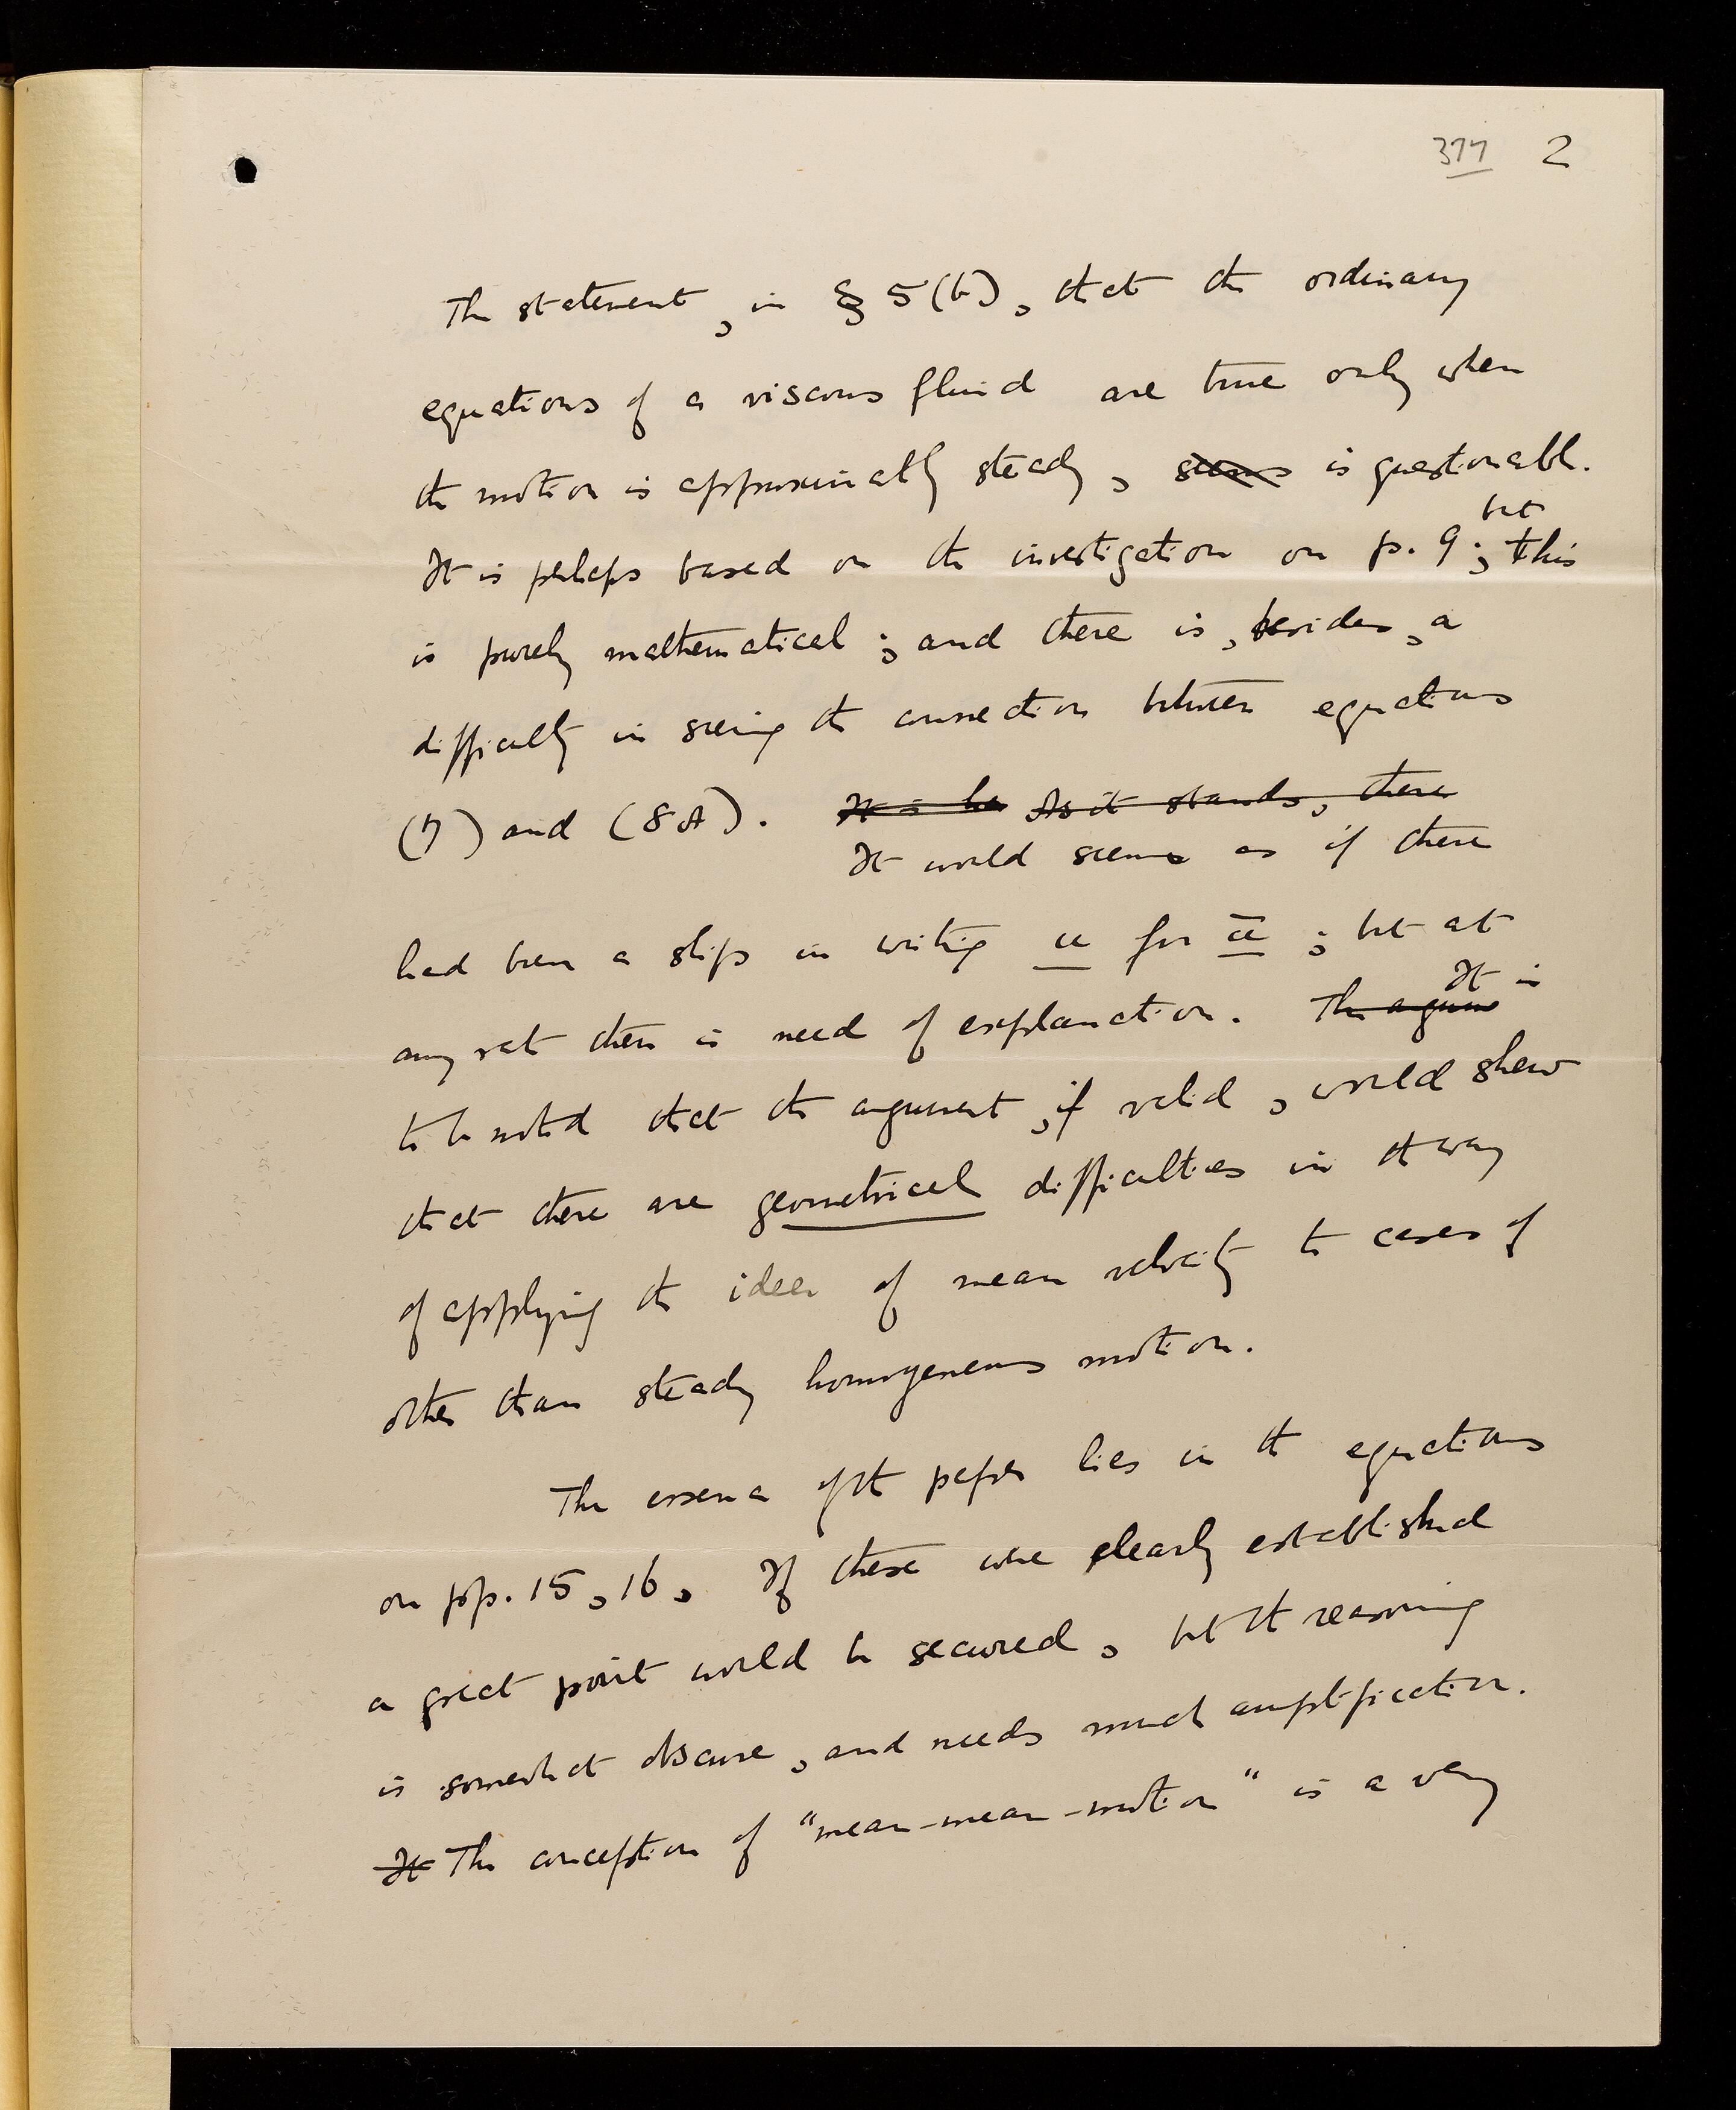 377 2
The statement, in § 5(b), that the ordinary
equations of a viscous fluid are true only when
the motion is approximately steady, seems is questionable.
but
It is perhaps based on the investigation on p. 9; this
is purely mathematical; and there is, besides, a
difficulty in seeing the connection between equations
(7) and (8A). It is he As it stands, there
It would seem as if there
had been a slip in writing u for ū; but at
It is
any rate there is need of explanation. The argum
to be noted that the argument, if valid, would shew
that there are geometrical difficulties in the way
of applying the idea of mean velocity to cases of
other than steady homogeneous motion.
The essence of the paper lies in the equations
on pp. 15, 16. If these were clearly established
a great point would be secured, but the reasoning
is somewhat obscure, and needs much amplification.
It The conception of "mean-mean-motion" is a very